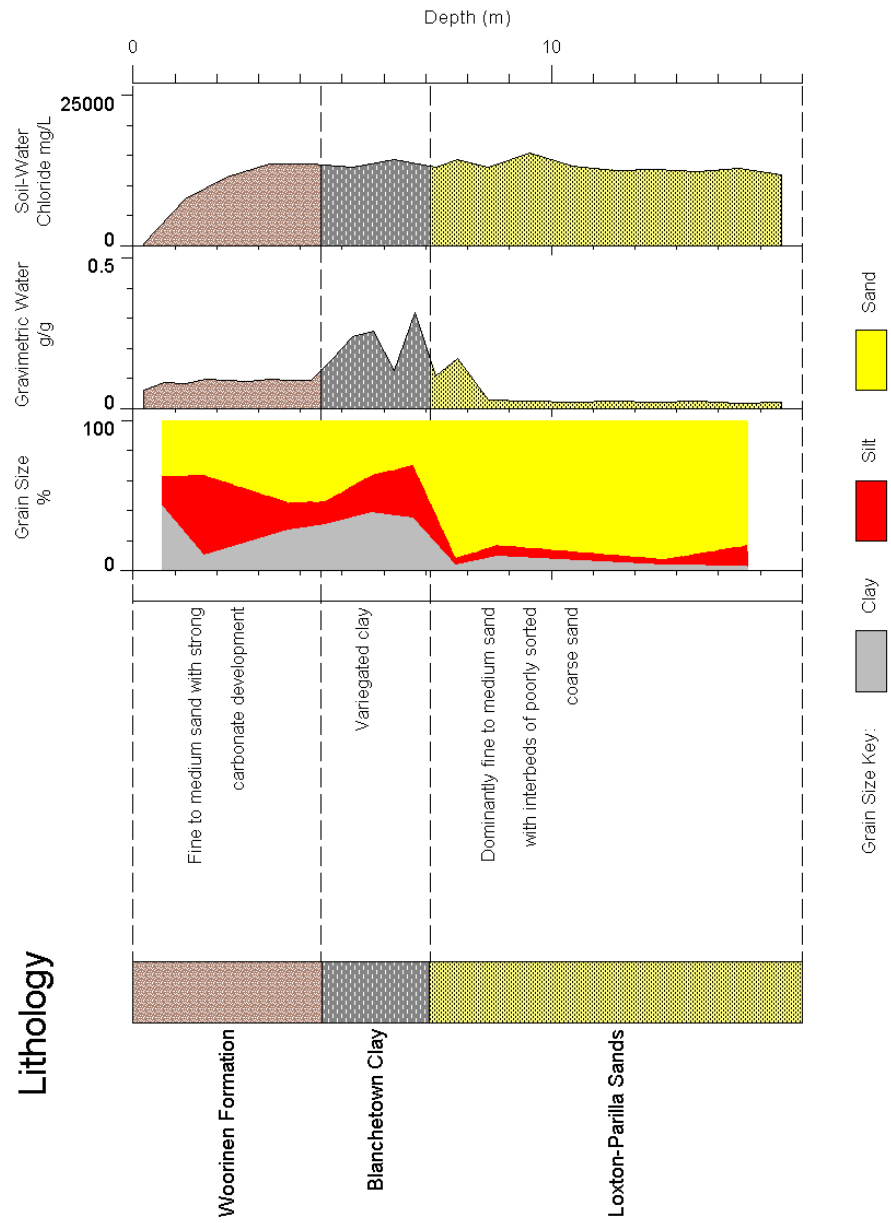 Lithology
Woorinen Formation
Blanchetown Clay
Loxton-Parilla Sands
Fine to medium sand with strong
carbonate development
Variegated clay
Dominantly fine to medium sand
with interbeds of poorly sorted
coarse sand
Grain Size
%
100
0
Gravimetric Water
g/g
0.5
0
Soil-Water
Chloride mg/L
25000
0
Depth (m)
0
10
Grain Size Key:
Clay
Silt
Sand